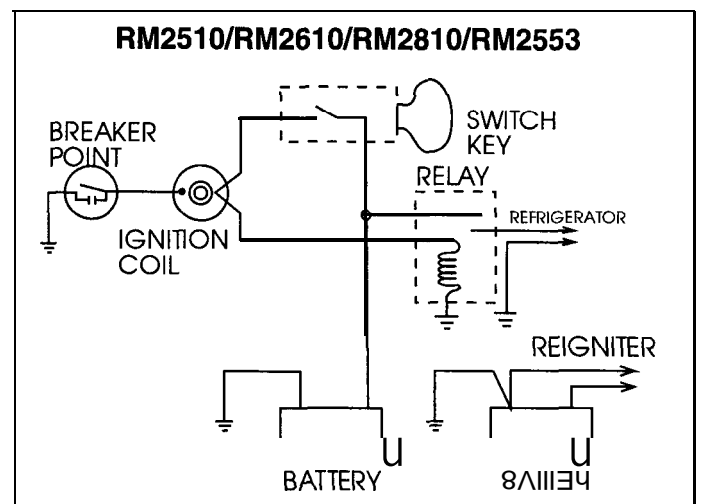 RM2510/RM2610/RM2810/RM2553
SWITCH
KEY
BREAKER
POINT
RELAY
REFRIGERATOR
IGNITION
COIL
REIGNITER
BATTERY